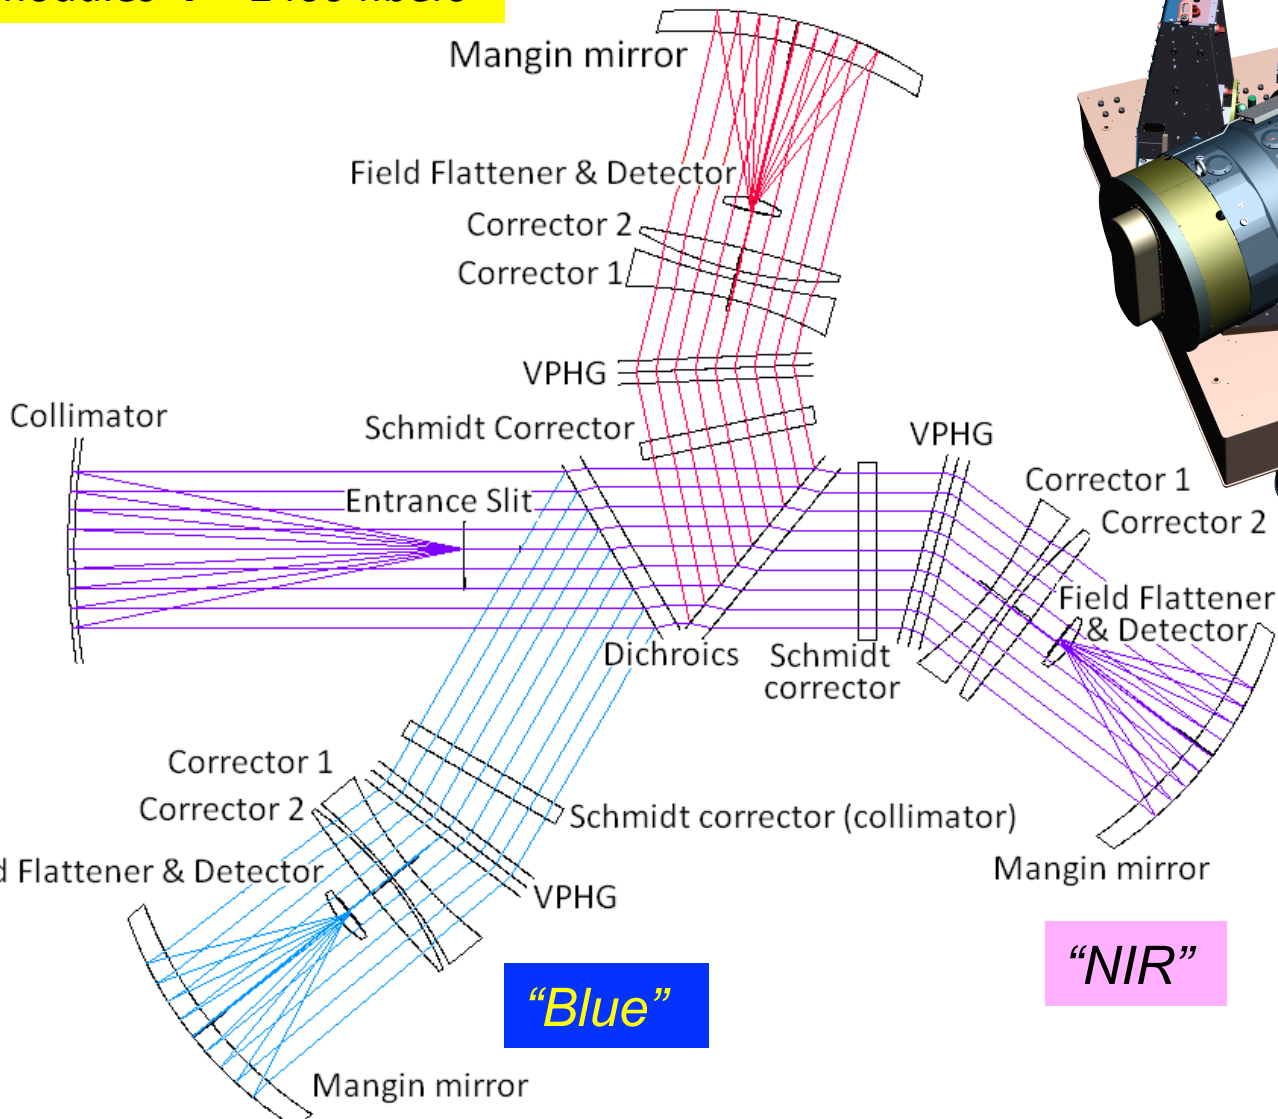 2400 fibers
Mangin mirror
Field Flattener & Detector
Corrector 2
Corrector 1
VPHG
Collimator
Schmidt Corrector
VPHG
Entrance Slit
Corrector 1
Corrector 2
Field Flattener
& Detector
Dichroics
Schmidt
corrector
Corrector 1
Corrector 2
Schmidt corrector (collimator)
Flattener & Detector
VPHG
Mangin mirror
“NIR”
“Blue”
Mangin mirror